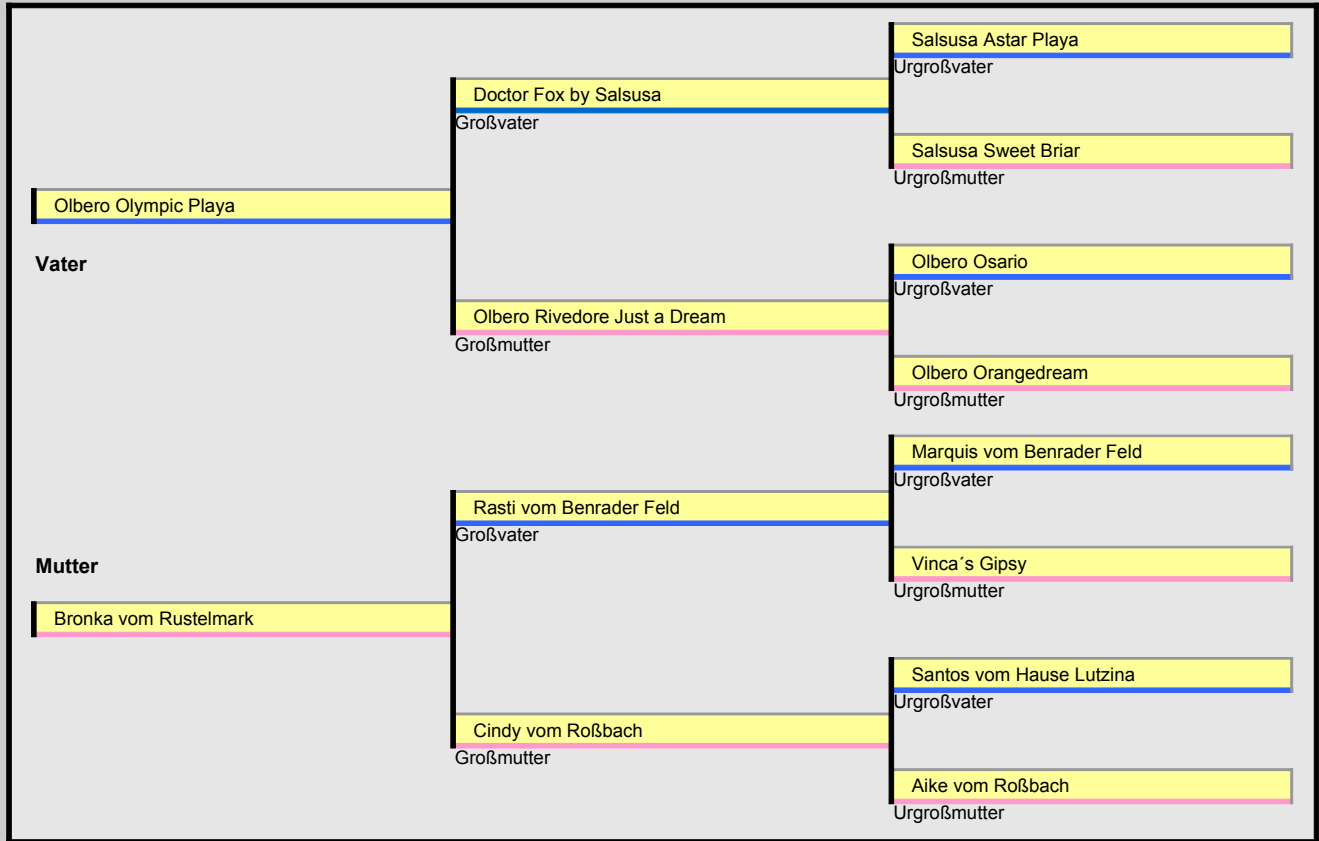 Salsusa Astar Playa
Urgroßvater
Doctor Fox by Salsusa
Großvater
Salsusa Sweet Briar
Urgroßmutter
Olbero Olympic Playa
Vater
Olbero Osario
Urgroßvater
Olbero Rivedore Just a Dream
Großmutter
Olbero Orangedream
Urgroßmutter
Marquis vom Benrader Feld
Urgroßvater
Rasti vom Benrader Feld
Großvater
Mutter
Vinca´s Gipsy
Urgroßmutter
Bronka vom Rustelmark
Santos vom Hause Lutzina
Urgroßvater
Cindy vom Roßbach
Großmutter
Aike vom Roßbach
Urgroßmutter